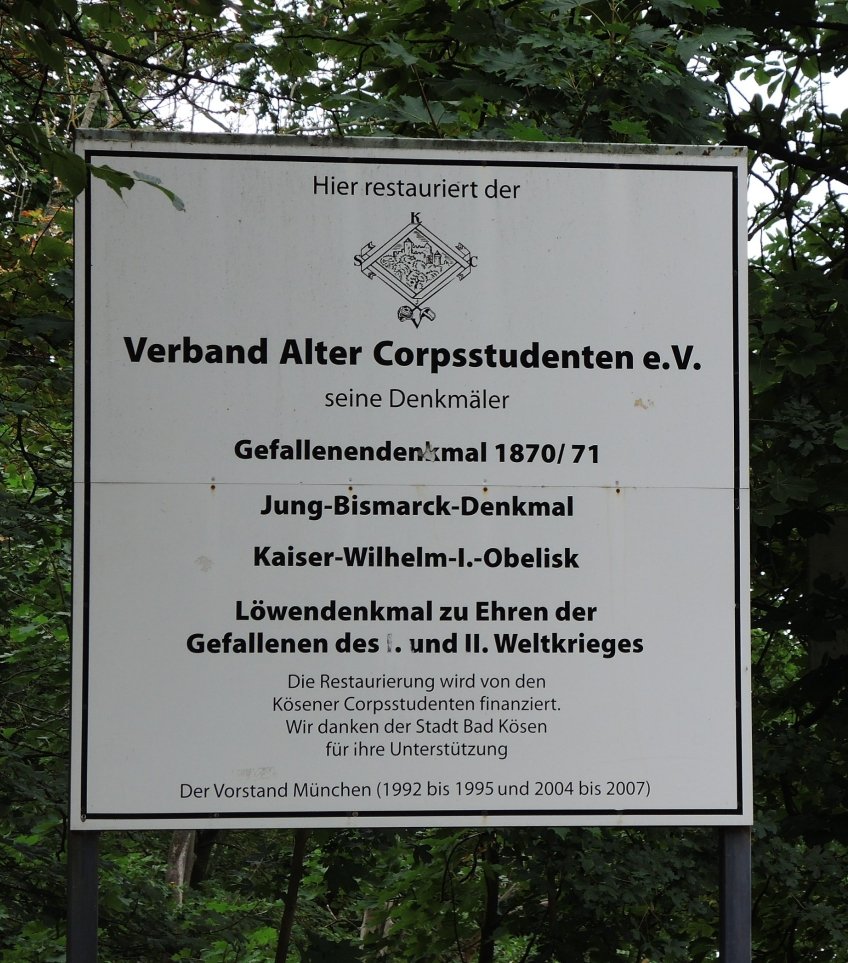 Hier restauriert der
K
S C
Verband Alter Corpsstudenten e.V.
seine Denkmäler
Gefallenendenkmal 1870/71
Jung-Bismarck-Denkmal
Kaiser-Wilhelm-I.-Obelisk
Löwendenkmal zu Ehren der
Gefallenen des I. und II. Weltkrieges
Die Restaurierung wird von den
Kösener Corpsstudenten finanziert.
Wir danken der Stadt Bad Kösen
für ihre Unterstützung
Der Vorstand München (1992 bis 1995 und 2004 bis 2007)